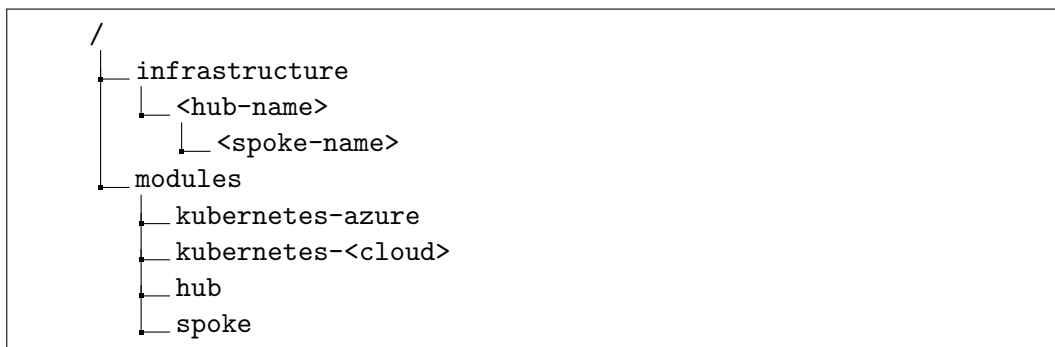 /
infrastructure
<hub-name>
<spoke-name>
modules
kubernetes-azure
kubernetes-<cloud>
hub
spoke